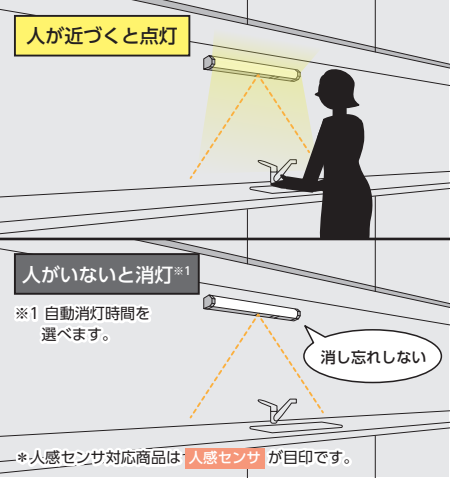 人が近づくと点灯
人がいないと消灯※1
※1 自動消灯時間を
選べます。
消し忘れしない
＊人感センサ対応商品は 人感センサ が目印です。